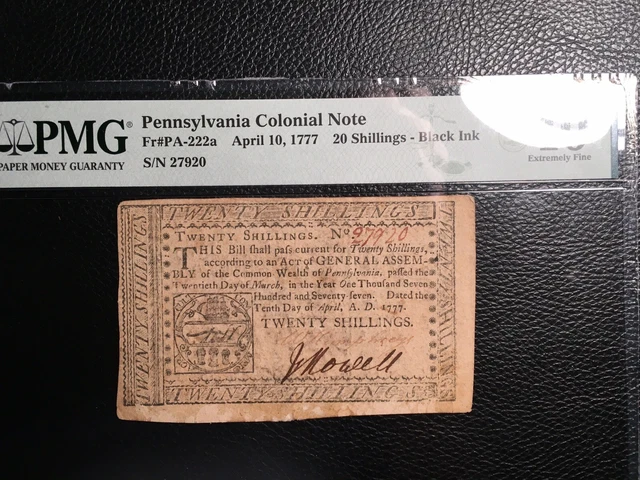 PMG®
PAPER MONEY GUARANTY
Pennsylvania Colonial Note
Fr#PA-222a April 10, 1777 20 Shillings - Black Ink
S/N 27920
Extremely Fine
TWENTY SHILLINGS
TWENTY SHILLINGS
TWENTY SHILLINGS
TWENTY SHILLINGS. No 27920
THIS Bill shall pass current for Twenty Shillings,
according to an Act of GENERAL ASSEM-
BLY of the Common Wealth of Pennsylvania, passed the
Twentieth Day of March, in the Year One Thousand Seven
Hundred and Seventy-seven. Dated the
Tenth Day of April, A. D. 1777.
TWENTY SHILLINGS.
J Howell
TWENTY SHILLINGS